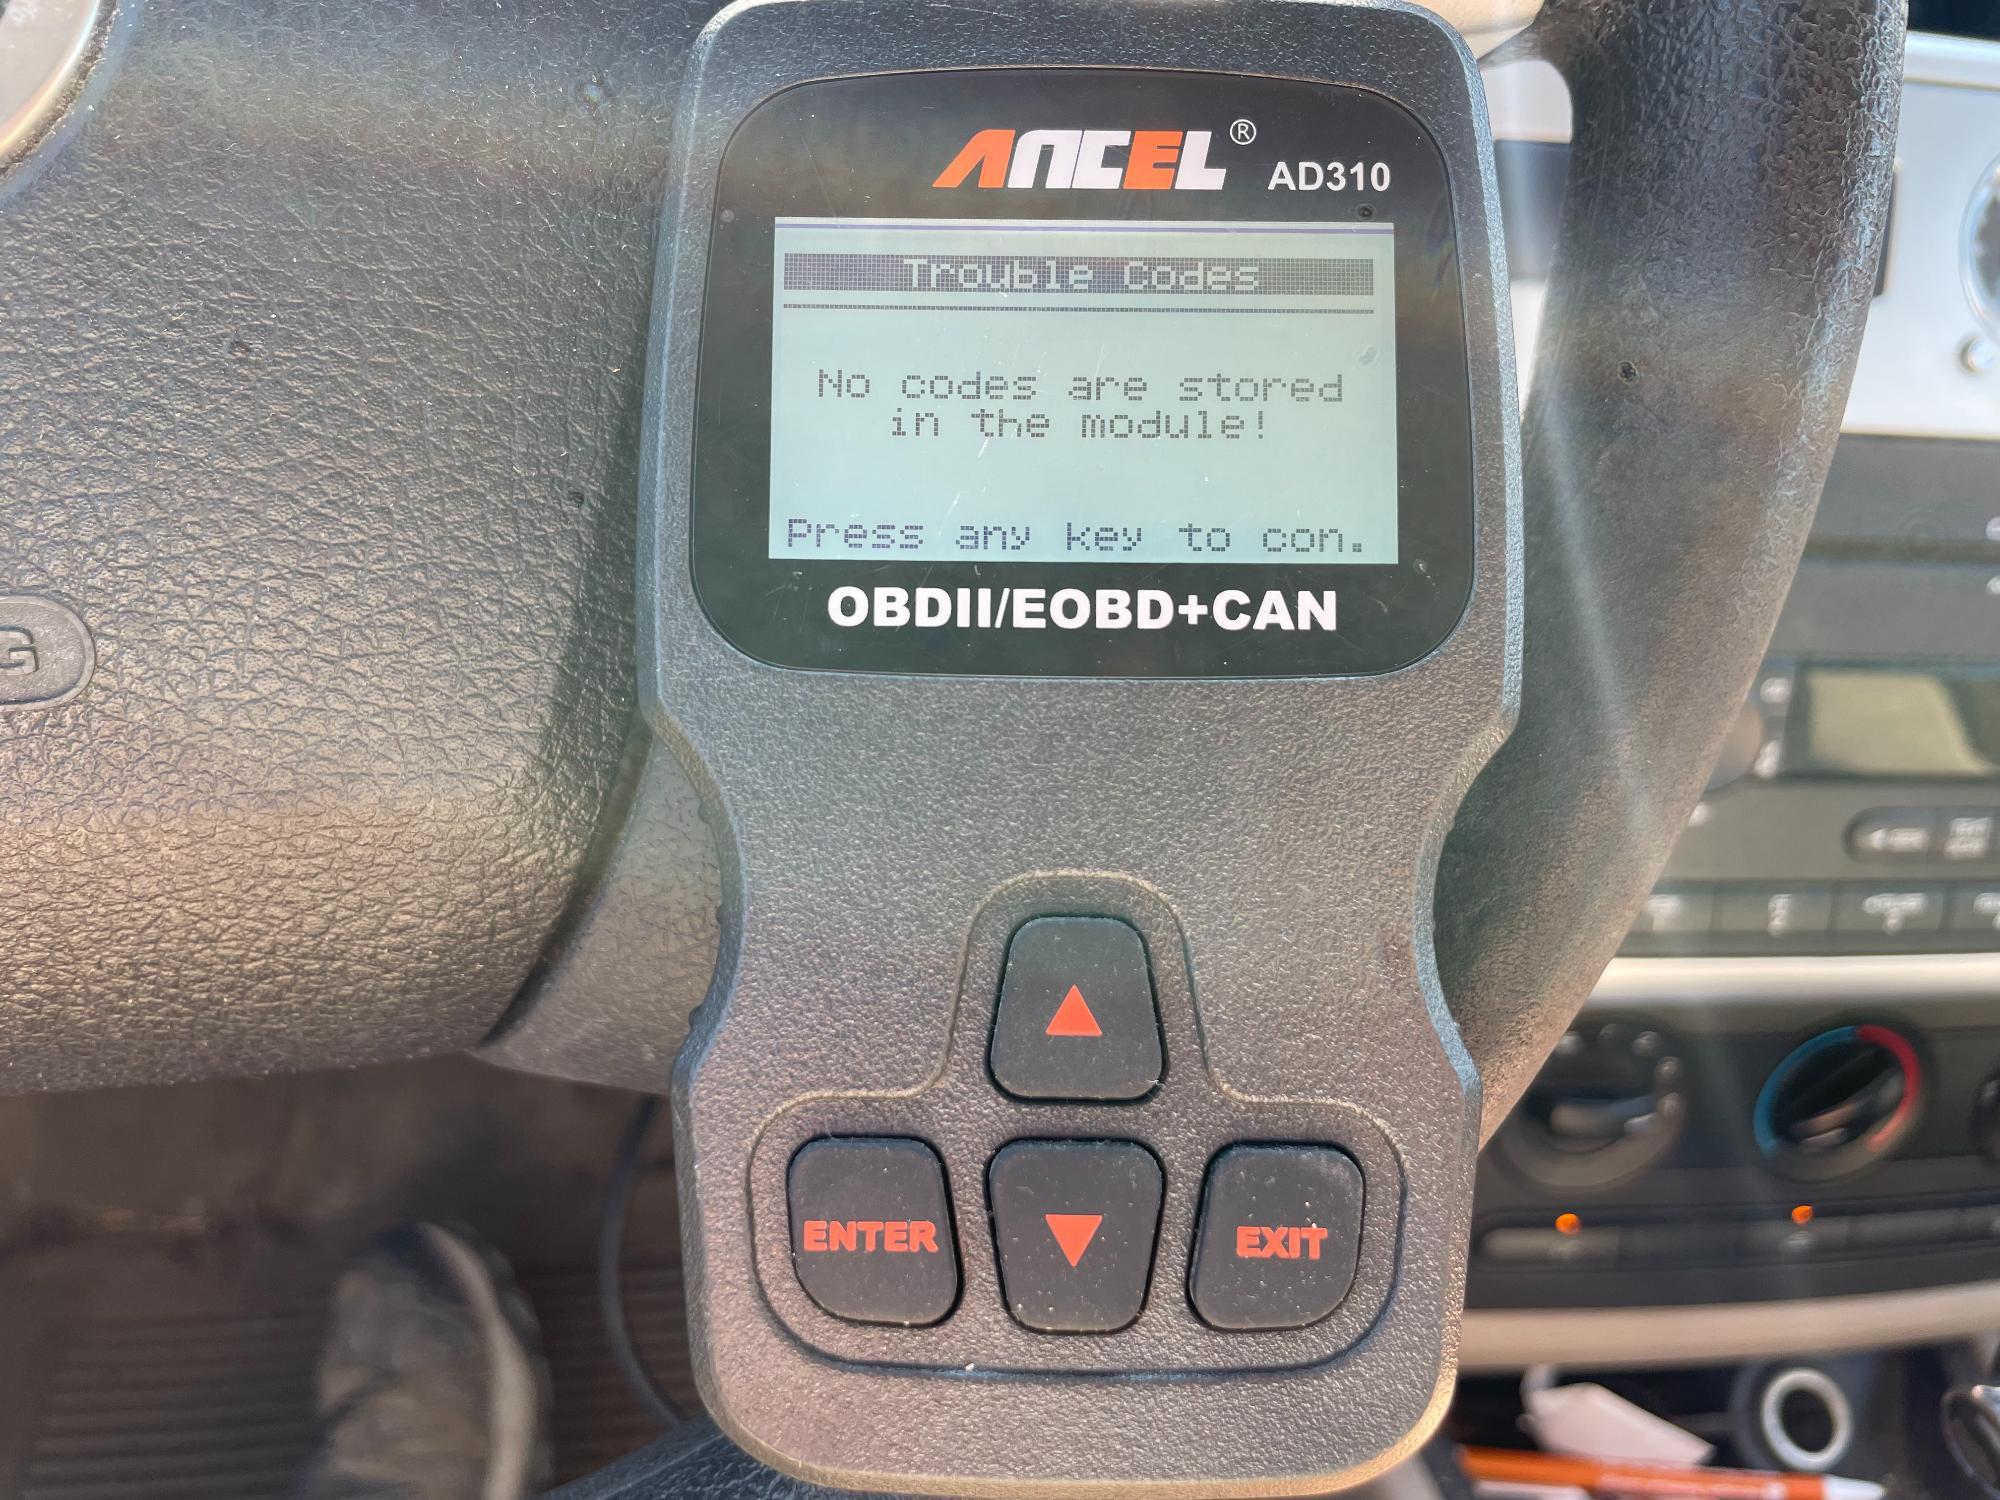 ANCEL®
AD310
Trouble Codes
No codes are stored
in the module!
Press any key to con.
OBDII/EOBD+CAN
ENTER
EXIT
G
2